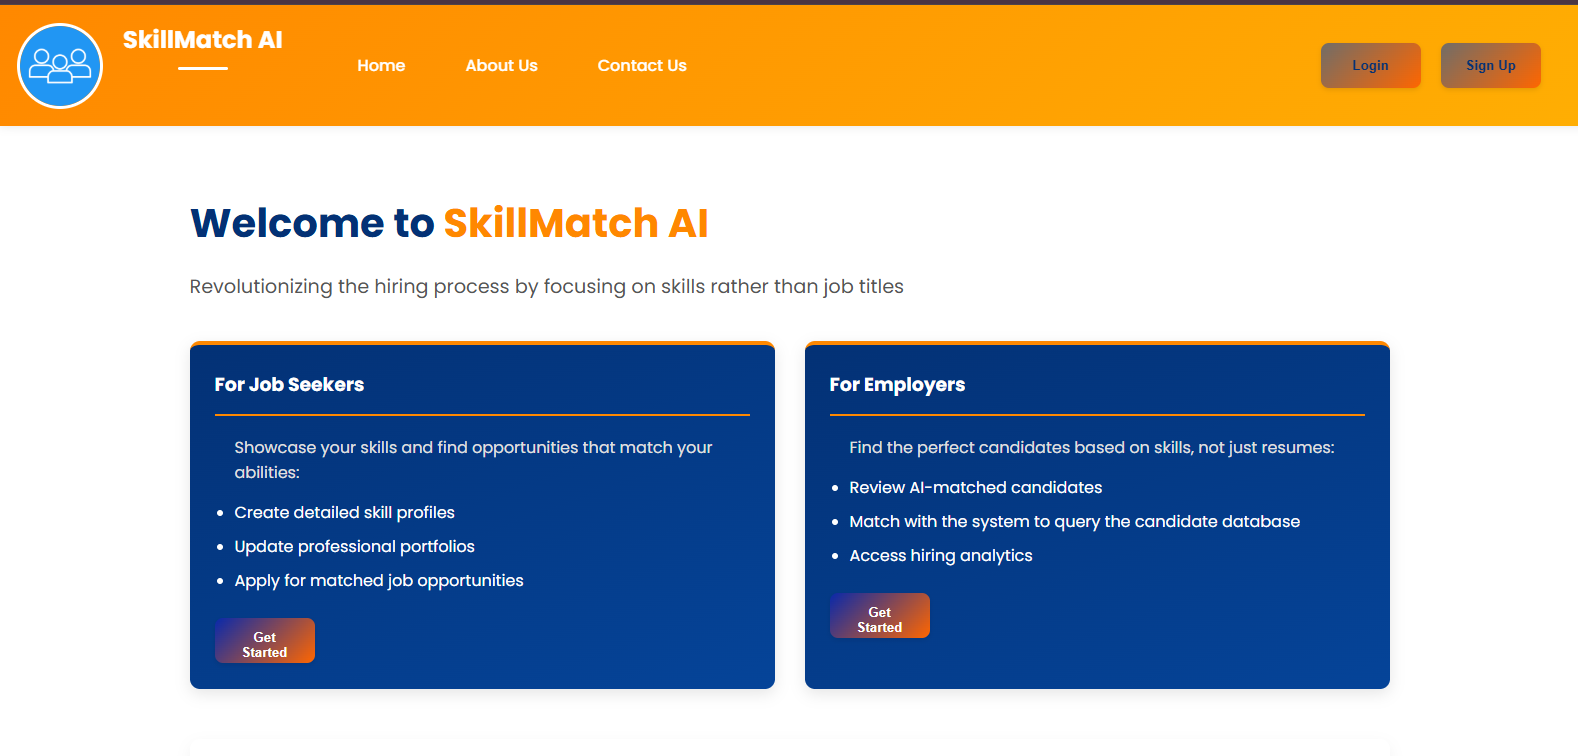 SkillMatch AI
Home
About Us
Contact Us
Login
Sign Up
Welcome to SkillMatch AI
Revolutionizing the hiring process by focusing on skills rather than job titles
For Job Seekers
Showcase your skills and find opportunities that match your
abilities:
Create detailed skill profiles
Update professional portfolios
Apply for matched job opportunities
Get
Started
For Employers
Find the perfect candidates based on skills, not just resumes:
Review AI-matched candidates
Match with the system to query the candidate database
Access hiring analytics
Get
Started